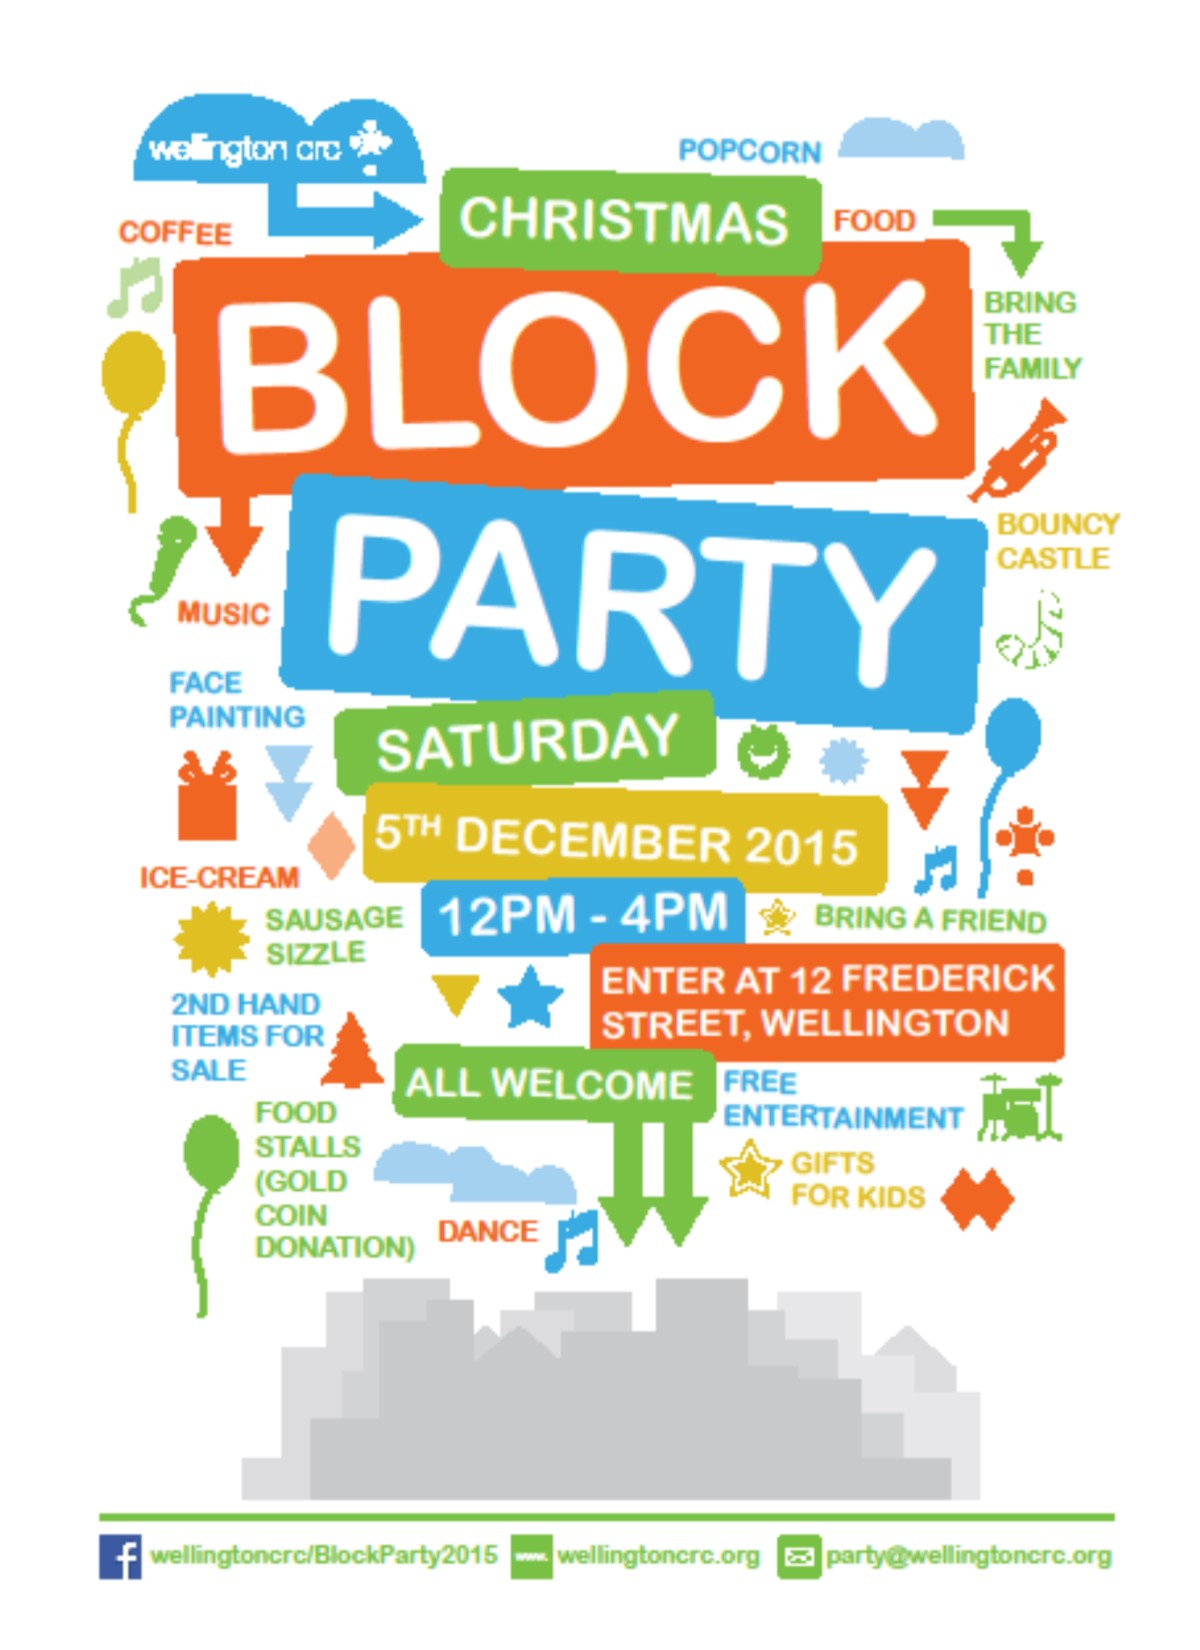 wellington crc
POPCORN
CHRISTMAS
COFFEE
FOOD
BLOCK
BRING
THE
FAMILY
PARTY
BOUNCY
CASTLE
MUSIC
FACE
PAINTING
SATURDAY
5TH DECEMBER 2015
ICE-CREAM
12PM - 4PM
SAUSAGE
SIZZLE
BRING A FRIEND
ENTER AT 12 FREDERICK
STREET, WELLINGTON
2ND HAND
ITEMS FOR
SALE
ALL WELCOME
FREE
ENTERTAINMENT
FOOD
STALLS
(GOLD
COIN
DONATION)
GIFTS
FOR KIDS
DANCE
f wellingtoncrc/BlockParty2015 www. wellingtoncrc.org party@wellingtoncrc.org